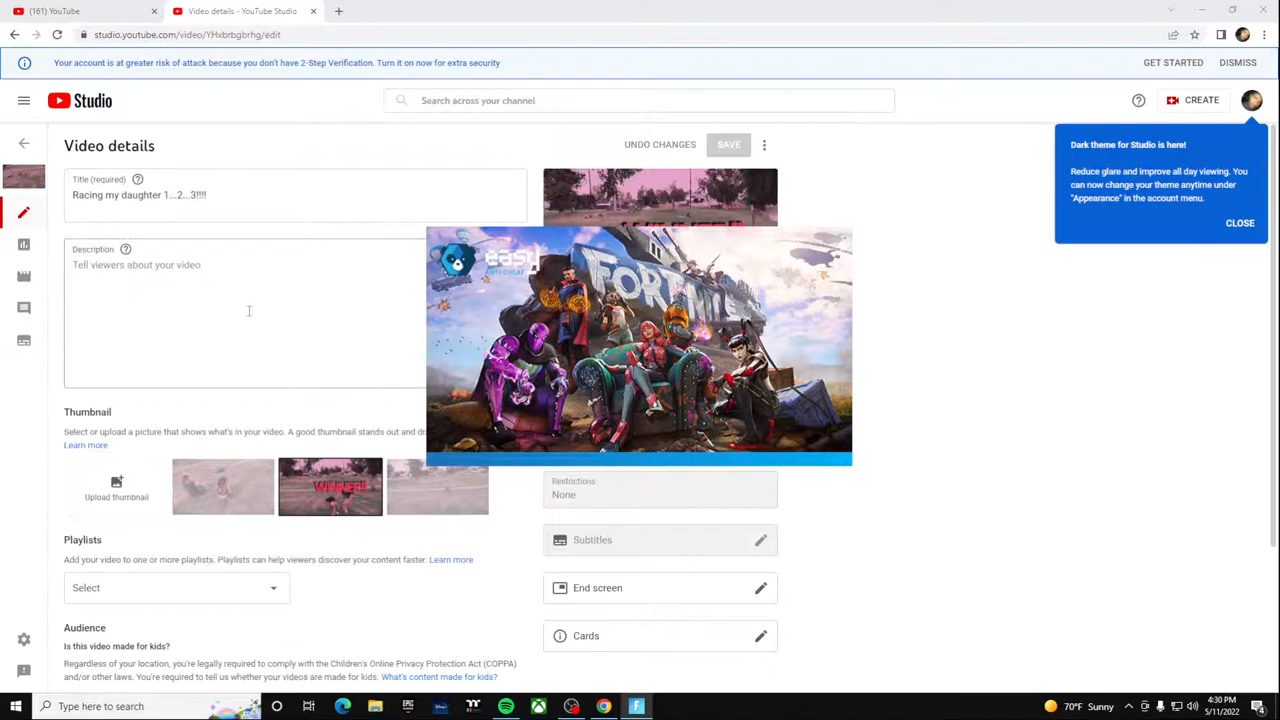 (161) YouTube
Video details - YouTube Studio
studio.youtube.com/video/YHxbrbgbrhg/edit
Your account is at greater risk of attack because you don't have 2-Step Verification. Turn it on now for extra security
GET STARTED
DISMISS
Studio
Search across your channel
CREATE
Video details
UNDO CHANGES
SAVE
Dark theme for Studio is here!
Reduce glare and improve all day viewing. You
can now change your theme anytime under
"Appearance" in the account menu.
CLOSE
Title (required)
Racing my daughter 1...2...3!!!!
Description
Tell viewers about your video
easy
ANTI-CHEAT
FORTNITE
Thumbnail
Select or upload a picture that shows what's in your video. A good thumbnail stands out and
Learn more
Upload thumbnail
WINNER!!
Restrictions
None
Subtitles
Playlists
Add your video to one or more playlists. Playlists can help viewers discover your content faster. Learn more
Select
End screen
Audience
Cards
Is this video made for kids?
Regardless of your location, you're legally required to comply with the Children's Online Privacy Protection Act (COPPA)
and/or other laws. You're required to tell us whether your videos are made for kids. What's content made for kids?
Type here to search
EPIC
70°F Sunny
4:30 PM
5/11/2022